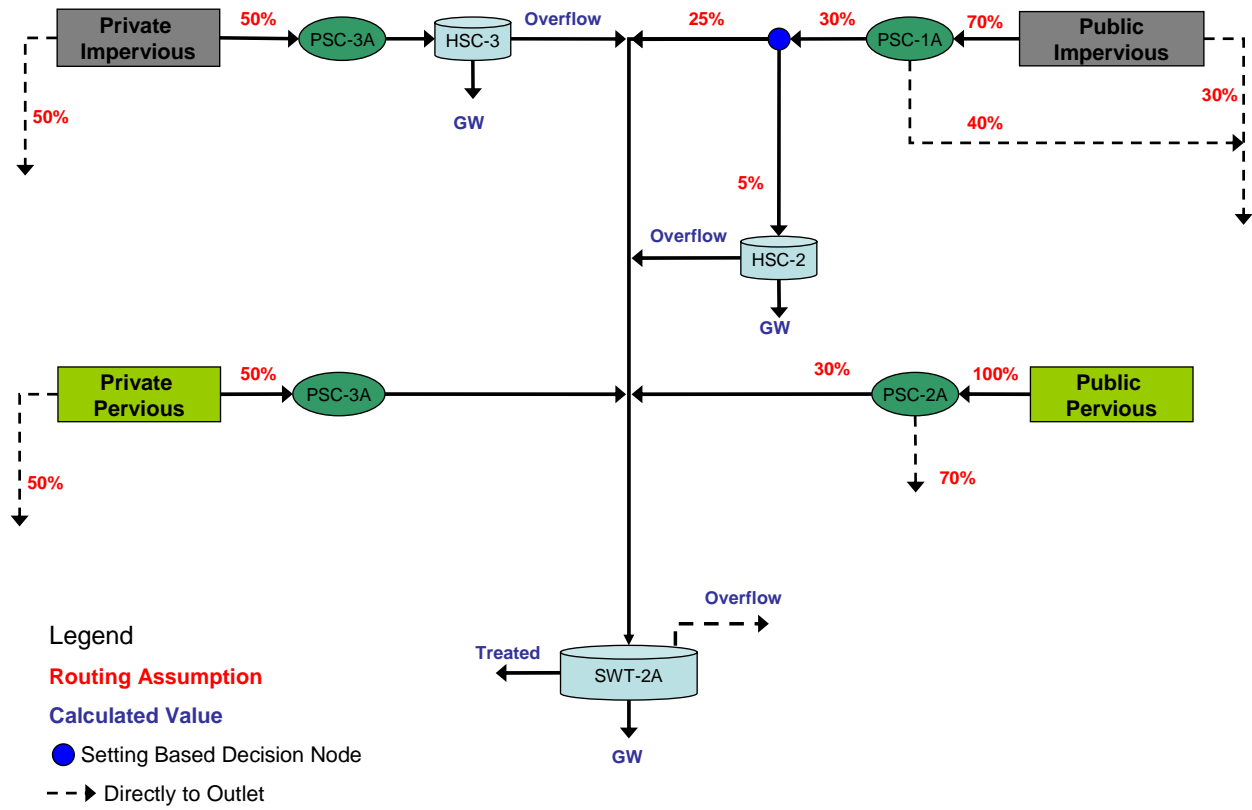 Private
Impervious
50%
PSC-3A
HSC-3
Overflow
25%
30%
PSC-1A
70%
Public
Impervious
50%
GW
40%
30%
5%
Overflow
HSC-2
GW
Private
Pervious
50%
PSC-3A
30%
PSC-2A
100%
Public
Pervious
50%
70%
Overflow
Treated
SWT-2A
GW
Legend
Routing Assumption
Calculated Value
Setting Based Decision Node
Directly to Outlet